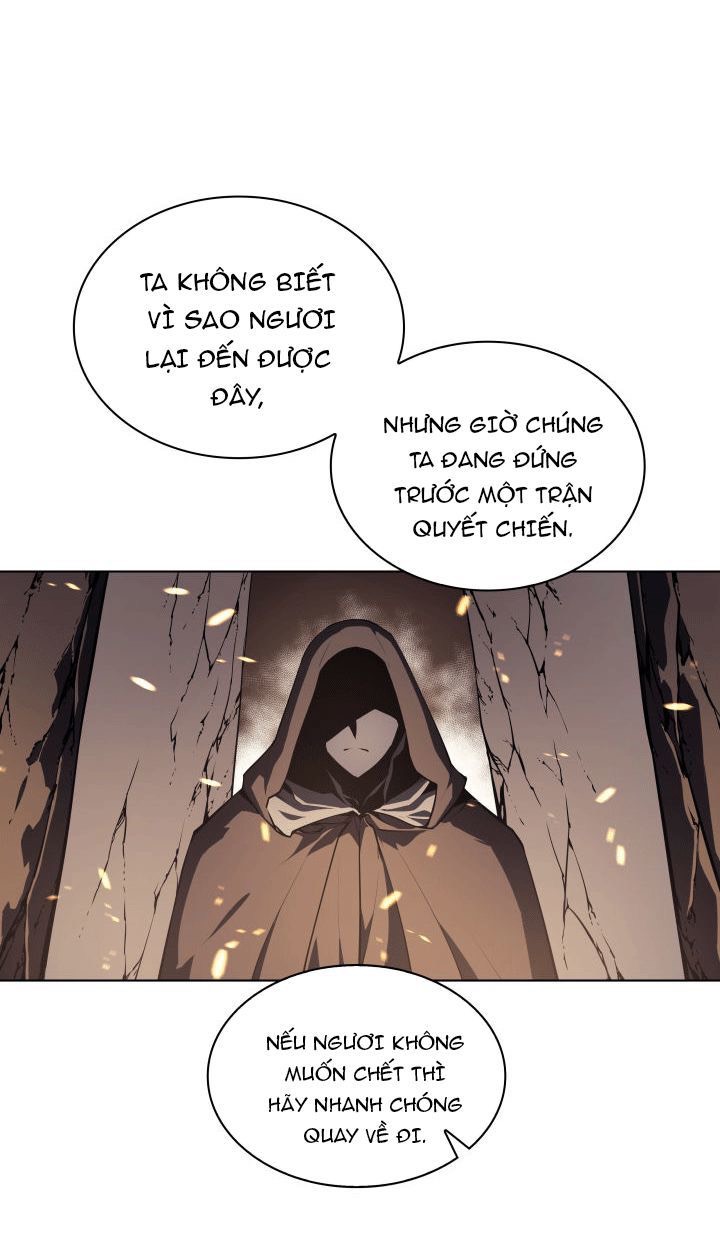 TA KHÔNG BIẾT
VÌ SAO NGƯƠI
LẠI ĐẾN ĐƯỢC
ĐÂY,
NHƯNG GIỜ CHÚNG
TA ĐANG ĐỨNG
TRƯỚC MỘT TRẬN
QUYẾT CHIẾN.
NẾU NGƯƠI KHÔNG
MUỐN CHẾT THÌ
HÃY NHANH CHÓNG
QUAY VỀ ĐI.